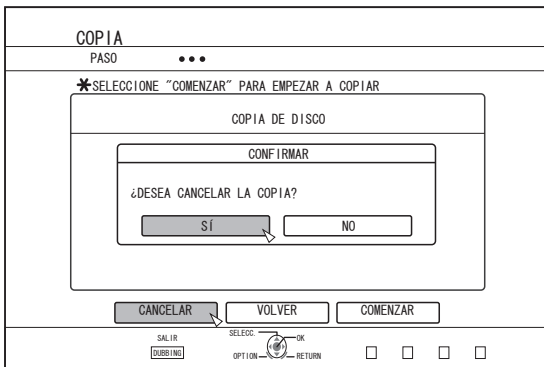 COPIA
PASO
*SELECCIONE "COMENZAR" PARA EMPEZAR A COPIAR
COPIA DE DISCO
CONFIRMAR
¿DESEA CANCELAR LA COPIA?
SÍ NO
CANCELAR VOLVER COMENZAR
SALIR SELECC. OK
DUBBING OPTION RETURN